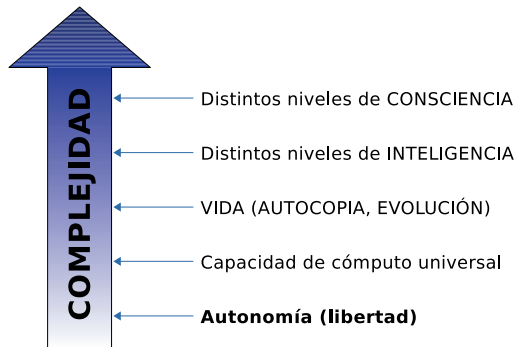 COMPLEJIDAD
Distintos niveles de CONSCIENCIA
Distintos niveles de INTELIGENCIA
VIDA (AUTOCOPIA, EVOLUCIÓN)
Capacidad de cómputo universal
Autonomía (libertad)